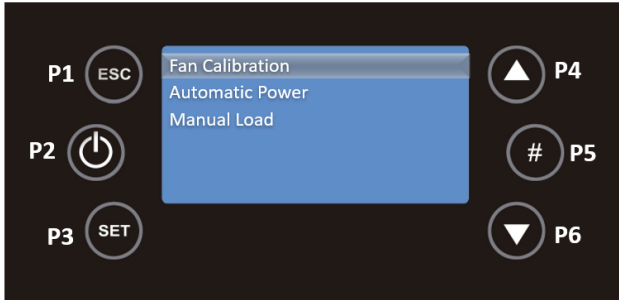 P1 ESC
Fan Calibration
Automatic Power
Manual Load
P4
P2
# P5
P3 SET
P6